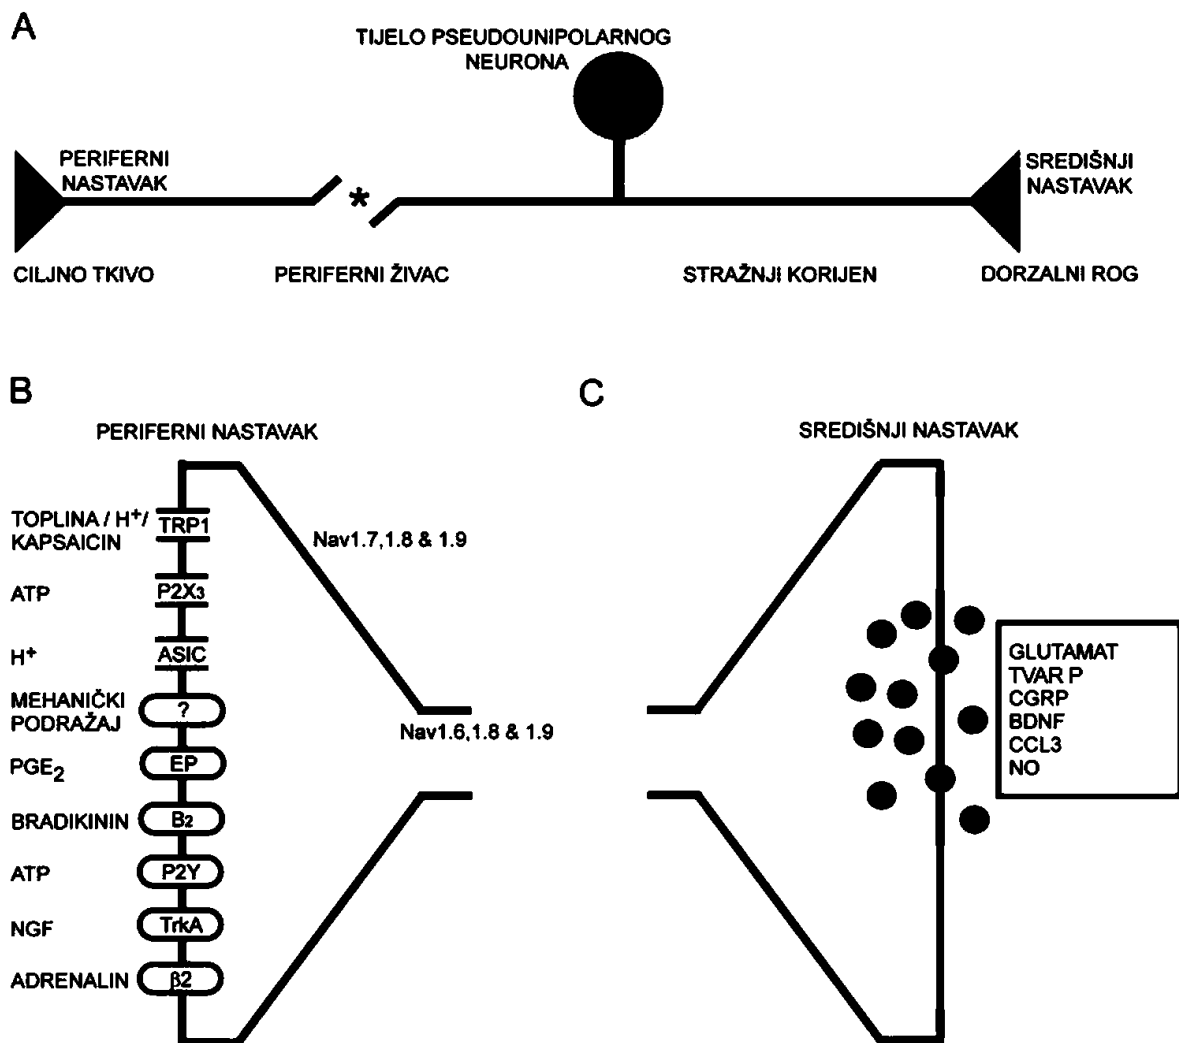 A
TIJELO PSEUDOUNIPOLARNOG
NEURONA
PERIFERNI
NASTAVAK
*
SREDIŠNJI
NASTAVAK
CILJNO TKIVO
PERIFERNI ŽIVAC
STRAŽNJI KORIJEN
DORZALNI ROG
B
PERIFERNI NASTAVAK
TOPLINA / H⁺/
KAPSAICIN
TRP1
ATP
P2X₃
H⁺
ASIC
MEHANIČKI
PODRAŽAJ
?
PGE₂
EP
BRADIKININ
B₂
ATP
P2Y
NGF
TrkA
ADRENALIN
β2
Nav1.7,1.8 & 1.9
Nav1.6,1.8 & 1.9
C
SREDIŠNJI NASTAVAK
GLUTAMAT
TVAR P
CGRP
BDNF
CCL3
NO